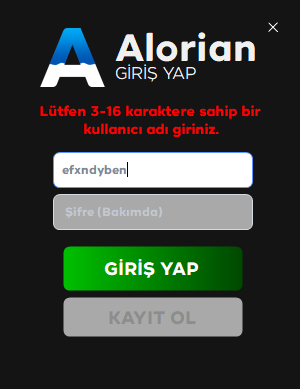 Alorian
GİRİŞ YAP
Lütfen 3-16 karaktere sahip bir
kullanıcı adı giriniz.
efxndyben
Şifre (Bakımda)
GİRİŞ YAP
KAYIT OL